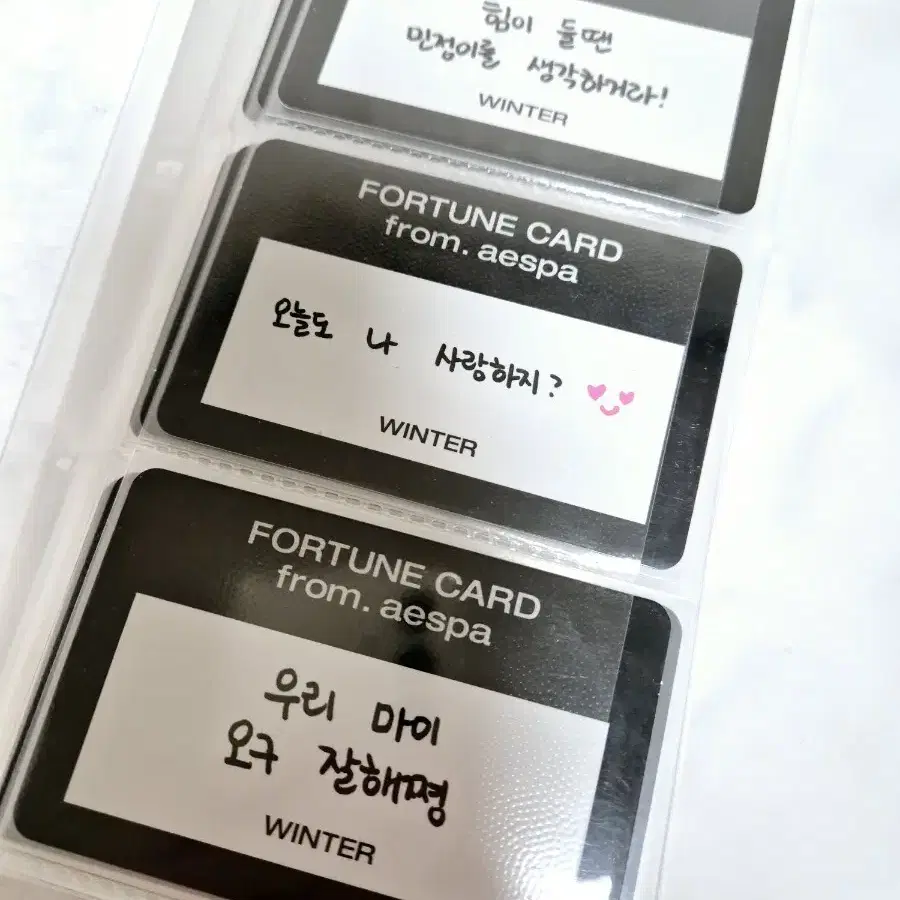 힘이 들땐
민정이를 생각하거라!
WINTER
FORTUNE CARD
from. aespa
오늘도 나 사랑하지?
WINTER
FORTUNE CARD
from. aespa
우리 마이
오구 잘해쪙
WINTER